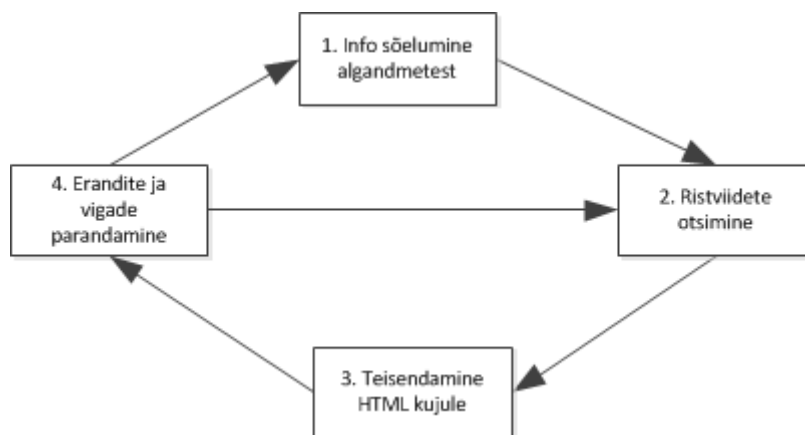 1. Info sõelumine
algandmetest
4. Erandite ja
vigade
parandamine
2. Ristviidete
otsimine
3. Teisendamine
HTML kujule